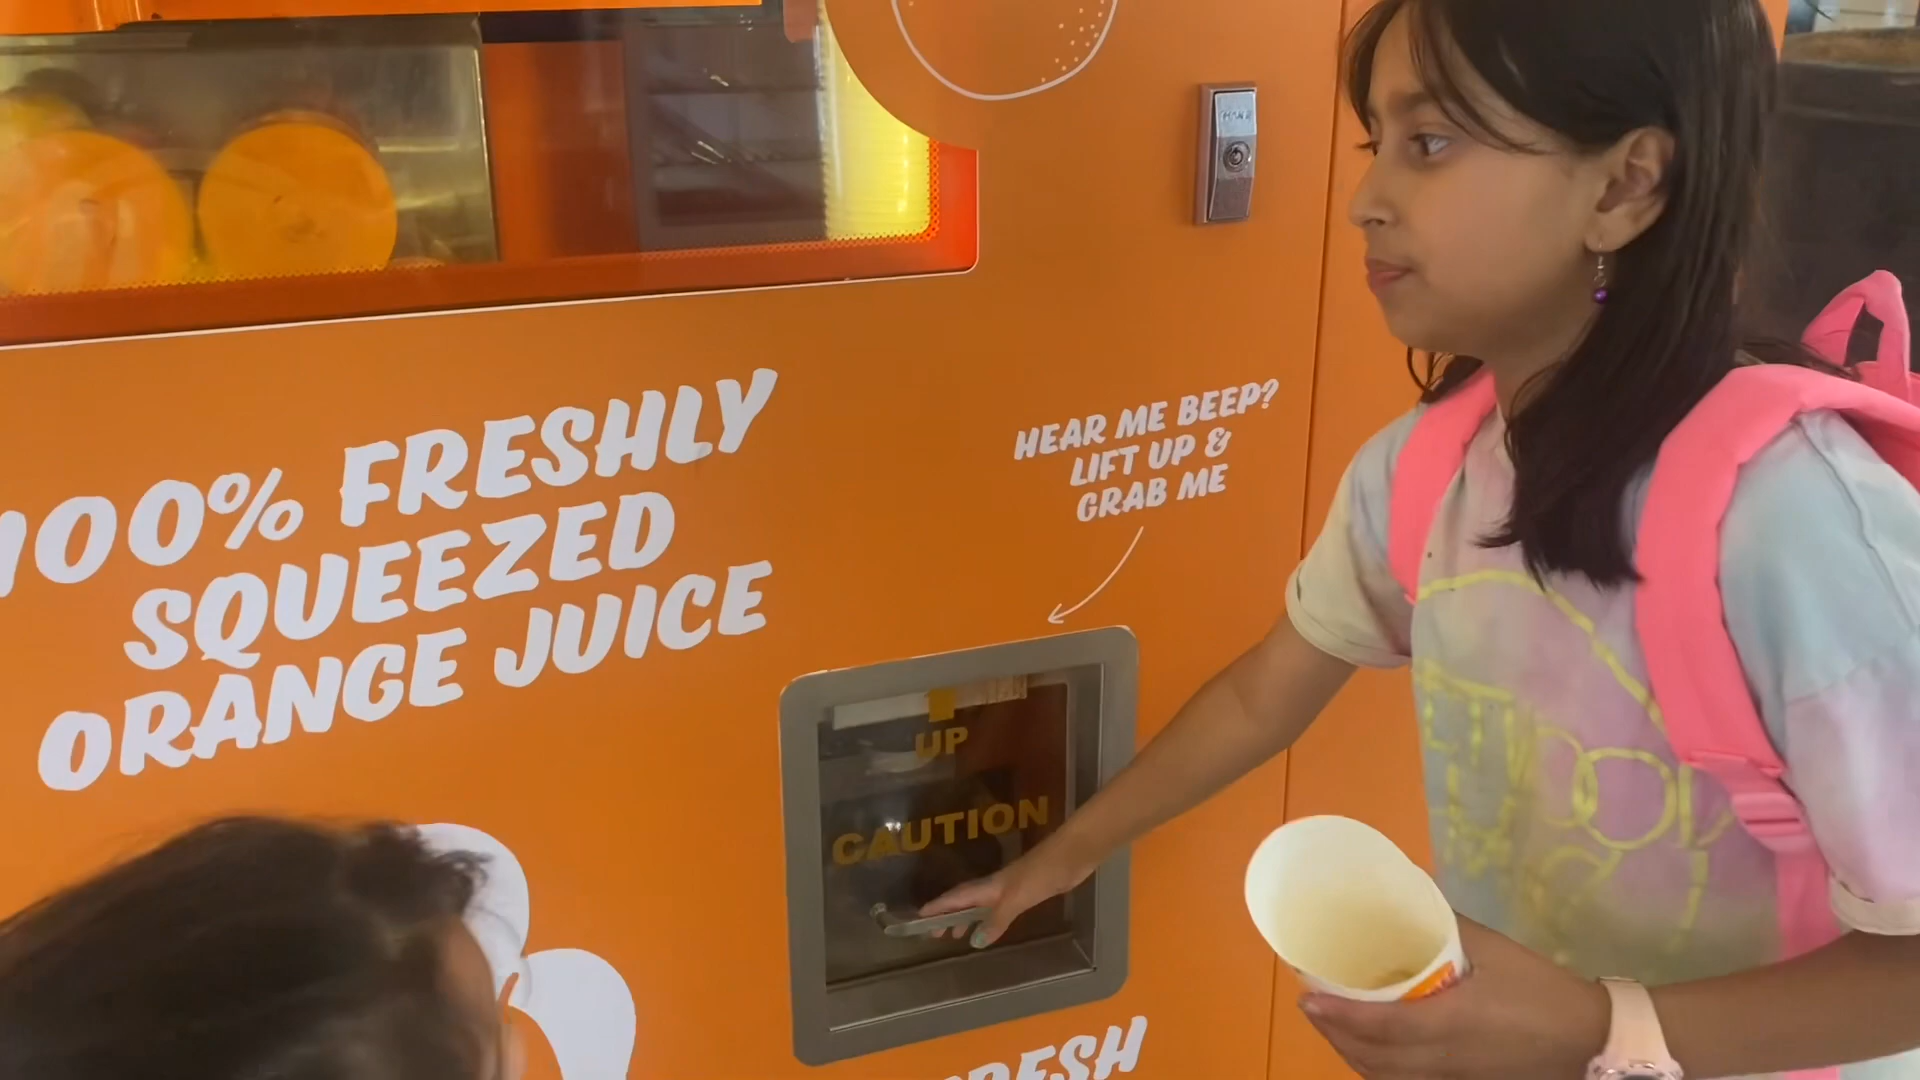 100% FRESHLY
SQUEEZED
ORANGE JUICE
HEAR ME BEEP?
LIFT UP &
GRAB ME
UP
CAUTION